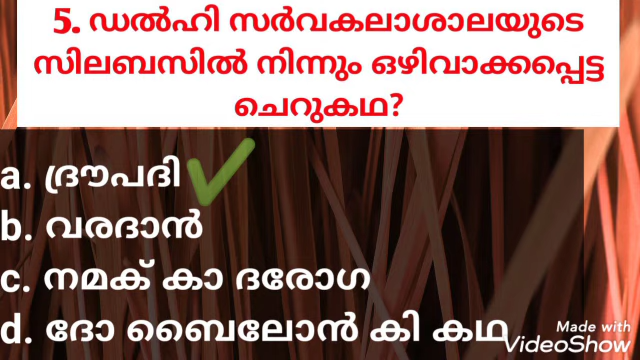 5. ഡൽഹി സർവകലാശാലയുടെ
സിലബസിൽ നിന്നും ഒഴിവാക്കപ്പെട്ട
ചെറുകഥ?
a. ദ്രൗപദി
b. വരദാൻ
c. നമക് കാ ദരോഗ
d. ദോ ബൈലോൻ കി കഥ
Made with
VideoShow